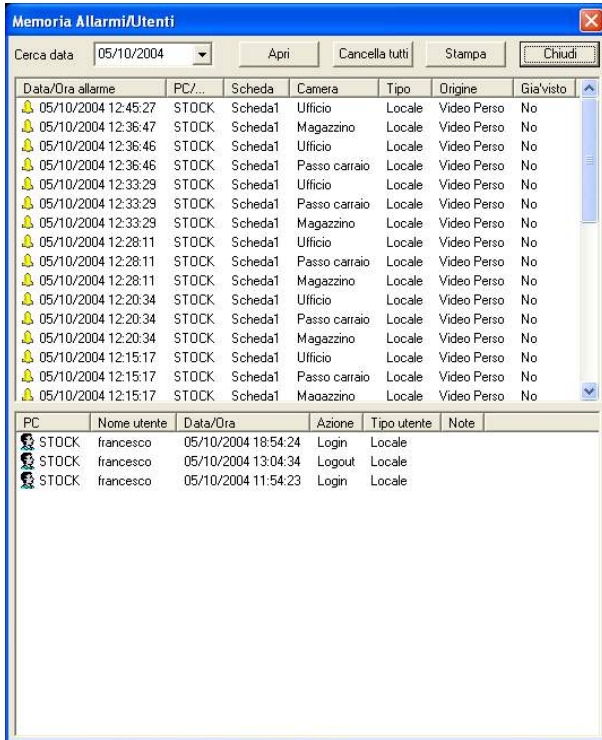 Memoria Allarmi/Utenti
Cerca data 05/10/2004 Apri Cancella tutti Stampa Chiudi
Data/Ora allarme PC/... Scheda Camera Tipo Origine Gia'visto
05/10/2004 12:45:27 STOCK Scheda1 Ufficio Locale Video Perso No
05/10/2004 12:36:47 STOCK Scheda1 Magazzino Locale Video Perso No
05/10/2004 12:36:46 STOCK Scheda1 Ufficio Locale Video Perso No
05/10/2004 12:36:46 STOCK Scheda1 Passo carraio Locale Video Perso No
05/10/2004 12:33:29 STOCK Scheda1 Ufficio Locale Video Perso No
05/10/2004 12:33:29 STOCK Scheda1 Passo carraio Locale Video Perso No
05/10/2004 12:33:29 STOCK Scheda1 Magazzino Locale Video Perso No
05/10/2004 12:28:11 STOCK Scheda1 Ufficio Locale Video Perso No
05/10/2004 12:28:11 STOCK Scheda1 Passo carraio Locale Video Perso No
05/10/2004 12:28:11 STOCK Scheda1 Magazzino Locale Video Perso No
05/10/2004 12:20:34 STOCK Scheda1 Ufficio Locale Video Perso No
05/10/2004 12:20:34 STOCK Scheda1 Passo carraio Locale Video Perso No
05/10/2004 12:20:34 STOCK Scheda1 Magazzino Locale Video Perso No
05/10/2004 12:15:17 STOCK Scheda1 Ufficio Locale Video Perso No
05/10/2004 12:15:17 STOCK Scheda1 Passo carraio Locale Video Perso No
05/10/2004 12:15:17 STOCK Scheda1 Magazzino Locale Video Perso No
PC Nome utente Data/Ora Azione Tipo utente Note
STOCK francesco 05/10/2004 18:54:24 Login Locale
STOCK francesco 05/10/2004 13:04:34 Logout Locale
STOCK francesco 05/10/2004 11:54:23 Login Locale